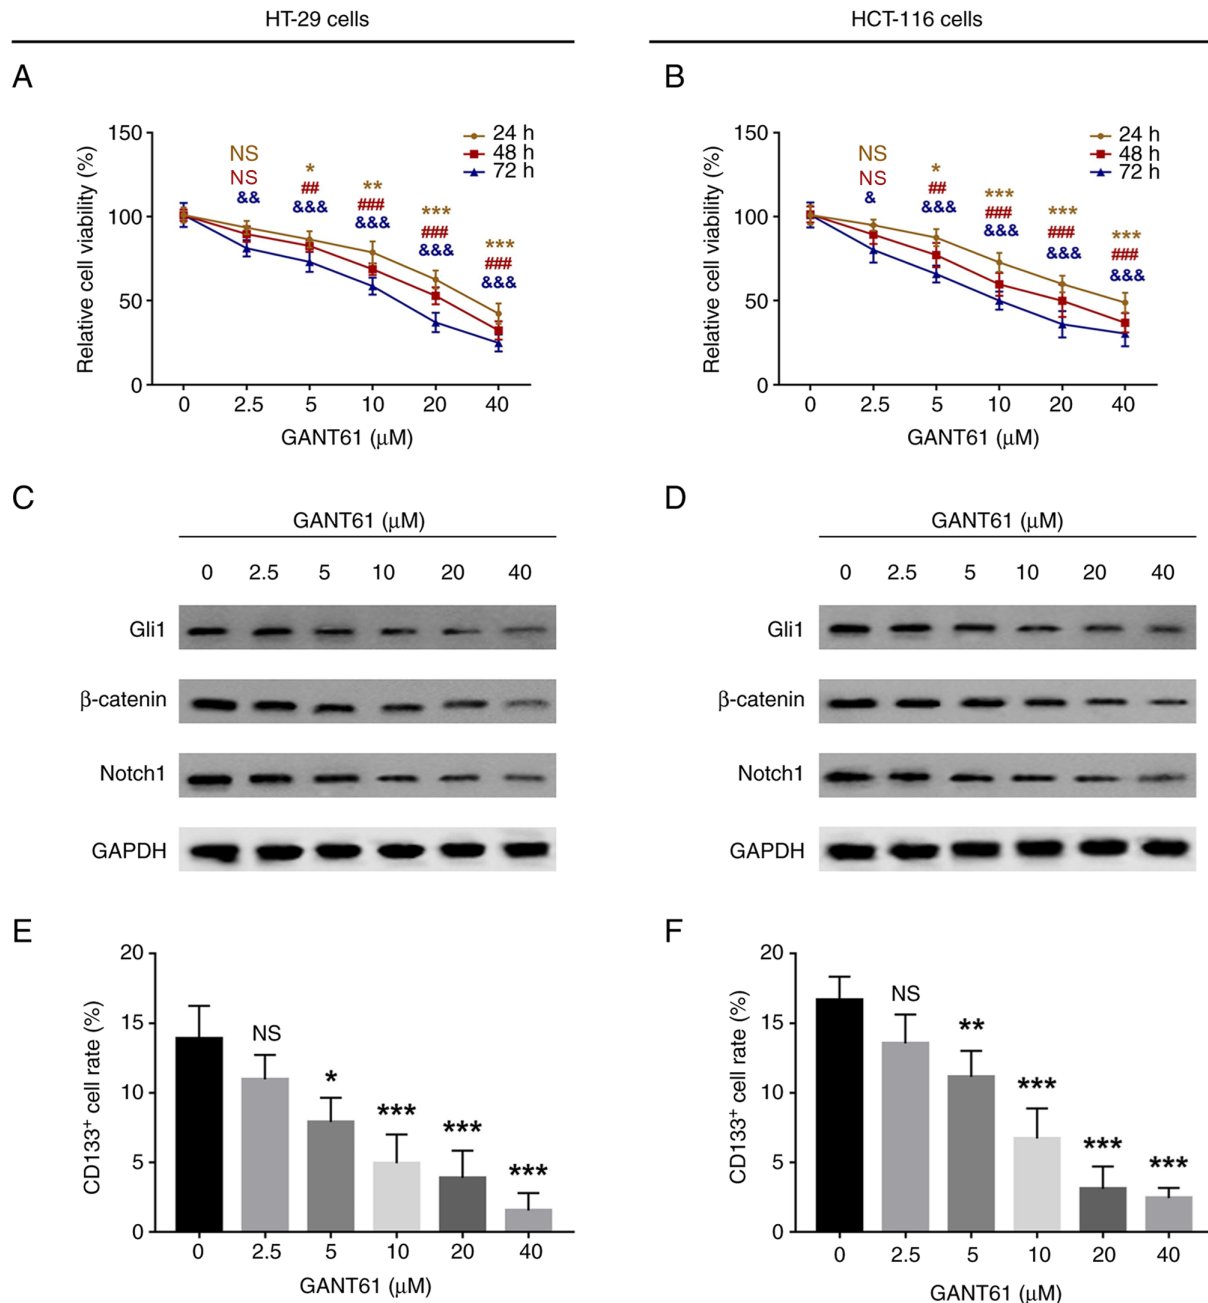 HT-29 cells
HCT-116 cells
A
Relative cell viability (%)
150
100
50
0
24 h
48 h
72 h
NS
NS
&&
*
##
&&&
**
###
&&&
***
###
&&&
***
###
&&&
0 2.5 5 10 20 40
GANT61 (μM)
B
Relative cell viability (%)
150
100
50
0
24 h
48 h
72 h
NS
NS
&
*
##
&&&
***
###
&&&
***
###
&&&
***
###
&&&
0 2.5 5 10 20 40
GANT61 (μM)
C
GANT61 (μM)
0 2.5 5 10 20 40
Gli1
β-catenin
Notch1
GAPDH
D
GANT61 (μM)
0 2.5 5 10 20 40
Gli1
β-catenin
Notch1
GAPDH
E
CD133+ cell rate (%)
20
15
10
5
0
NS
*
***
***
***
0 2.5 5 10 20 40
GANT61 (μM)
F
CD133+ cell rate (%)
20
15
10
5
0
NS
**
***
***
***
0 2.5 5 10 20 40
GANT61 (μM)